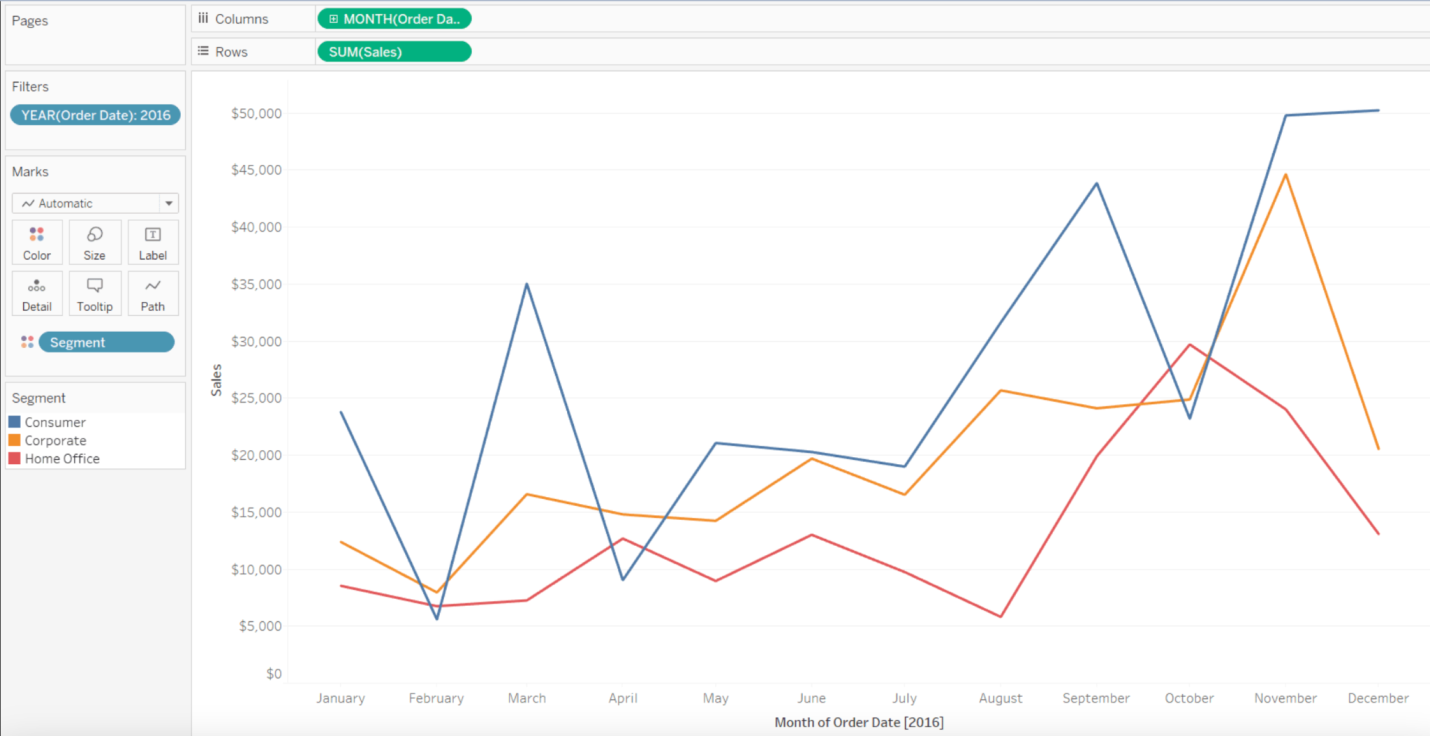 Pages
Columns
MONTH(Order Da..
Rows
SUM(Sales)
Filters
YEAR(Order Date): 2016
Marks
Automatic
Color
Size
Label
Detail
Tooltip
Path
Segment
Segment
Consumer
Corporate
Home Office
Sales
$50,000
$45,000
$40,000
$35,000
$30,000
$25,000
$20,000
$15,000
$10,000
$5,000
$0
January February March April May June July August September October November December
Month of Order Date [2016]